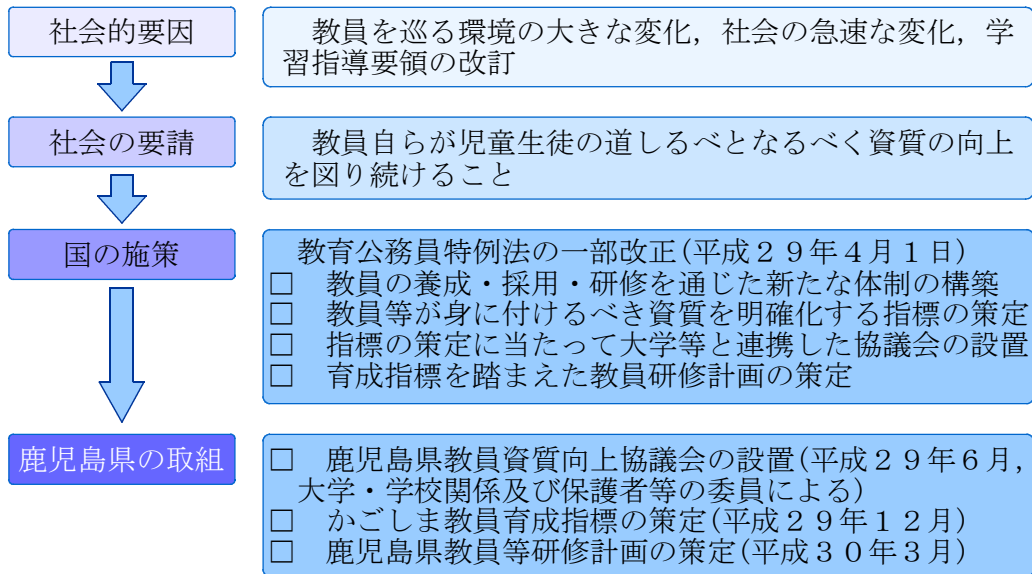 社会的要因
　教員を巡る環境の大きな変化，社会の急速な変化，学
習指導要領の改訂
社会の要請
　教員自らが児童生徒の道しるべとなるべく資質の向上
を図り続けること
国の施策
　教育公務員特例法の一部改正(平成２９年４月１日)
□　教員の養成・採用・研修を通じた新たな体制の構築
□　教員等が身に付けるべき資質を明確化する指標の策定
□　指標の策定に当たって大学等と連携した協議会の設置
□　育成指標を踏まえた教員研修計画の策定
鹿児島県の取組
□　鹿児島県教員資質向上協議会の設置(平成２９年６月，
大学・学校関係及び保護者等の委員による)
□　かごしま教員育成指標の策定(平成２９年１２月)
□　鹿児島県教員等研修計画の策定(平成３０年３月)